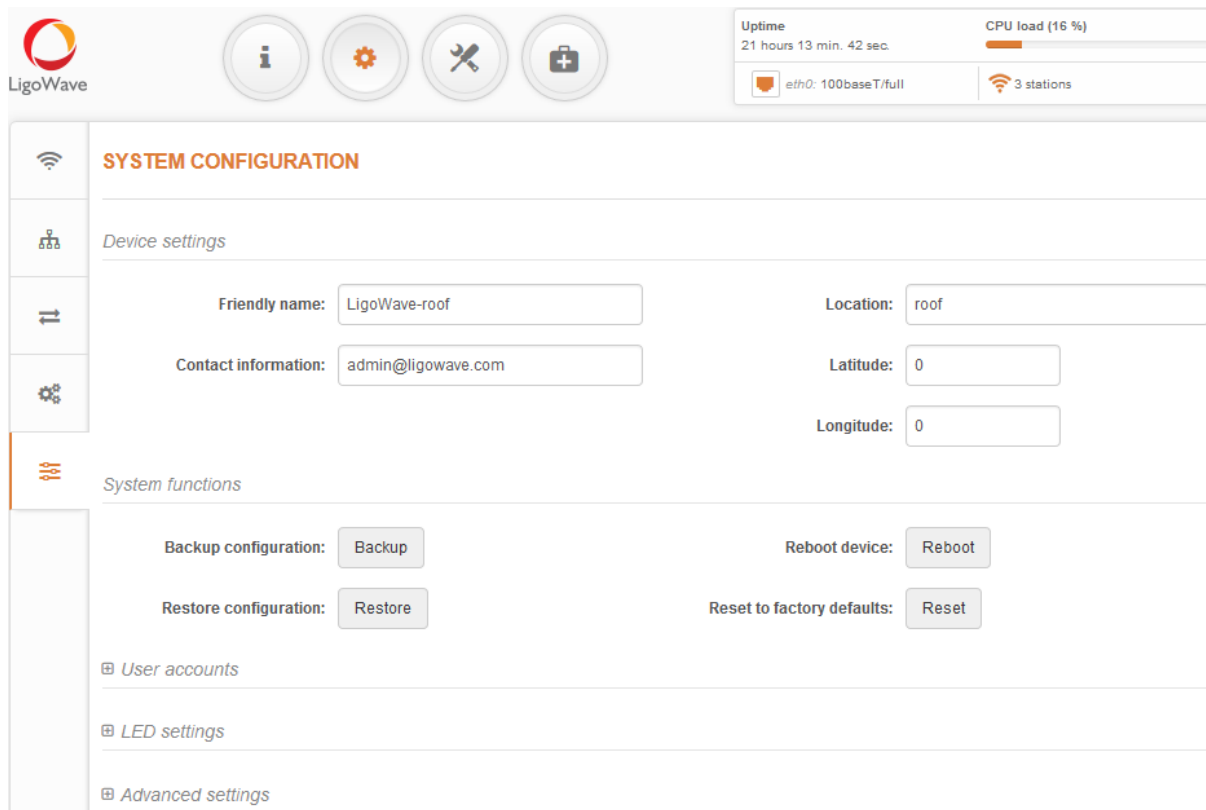 LigoWave
Uptime
21 hours 13 min. 42 sec.
CPU load (16 %)
eth0: 100baseT/full
3 stations
SYSTEM CONFIGURATION
Device settings
Friendly name: LigoWave-roof
Location: roof
Contact information: admin@ligowave.com
Latitude: 0
Longitude: 0
System functions
Backup configuration: Backup
Reboot device: Reboot
Restore configuration: Restore
Reset to factory defaults: Reset
User accounts
LED settings
Advanced settings